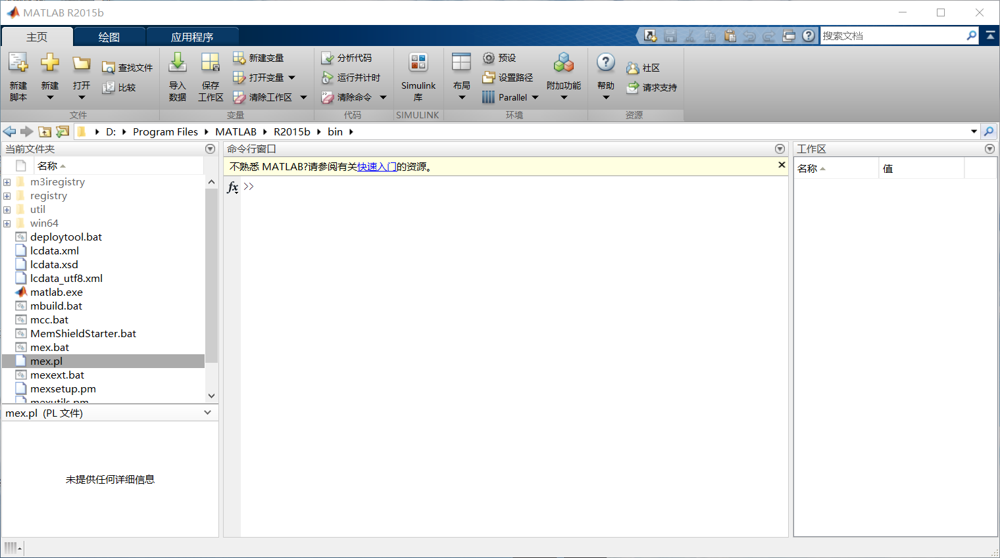 MATLAB R2015b
主页 绘图 应用程序 搜索文档
新建脚本 新建 打开 查找文件 比较
文件
导入数据 保存工作区 新建变量 打开变量 清除工作区
变量
分析代码 运行并计时 清除命令
代码
Simulink 库
SIMULINK
布局 预设 设置路径 Parallel 附加功能
环境
帮助 社区 请求支持
资源
D: Program Files MATLAB R2015b bin
当前文件夹
名称
m3iregistry
registry
util
win64
deploytool.bat
lcdata.xml
lcdata.xsd
lcdata_utf8.xml
matlab.exe
mbuild.bat
mcc.bat
MemShieldStarter.bat
mex.bat
mex.pl
mexext.bat
mexsetup.pm
mexutils.pm
mex.pl (PL 文件)
未提供任何详细信息
命令行窗口
不熟悉 MATLAB?请参阅有关快速入门的资源。
fx >>
工作区
名称 值